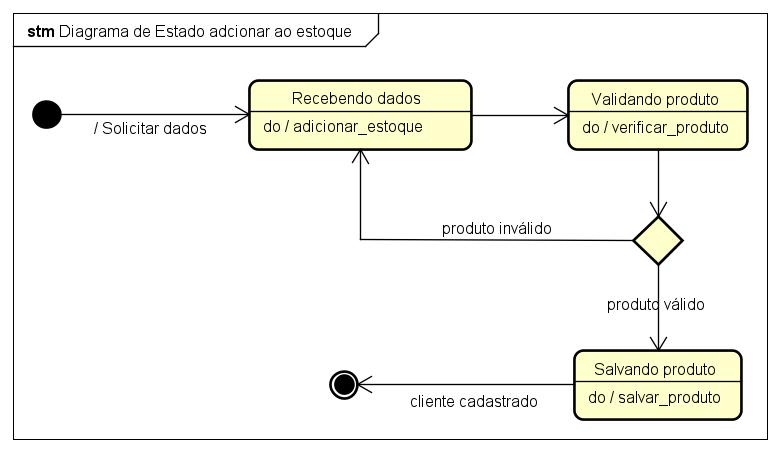 stm Diagrama de Estado adcionar ao estoque
Recebendo dados
do / adicionar_estoque
Validando produto
do / verificar_produto
/ Solicitar dados
produto inválido
produto válido
Salvando produto
do / salvar_produto
cliente cadastrado